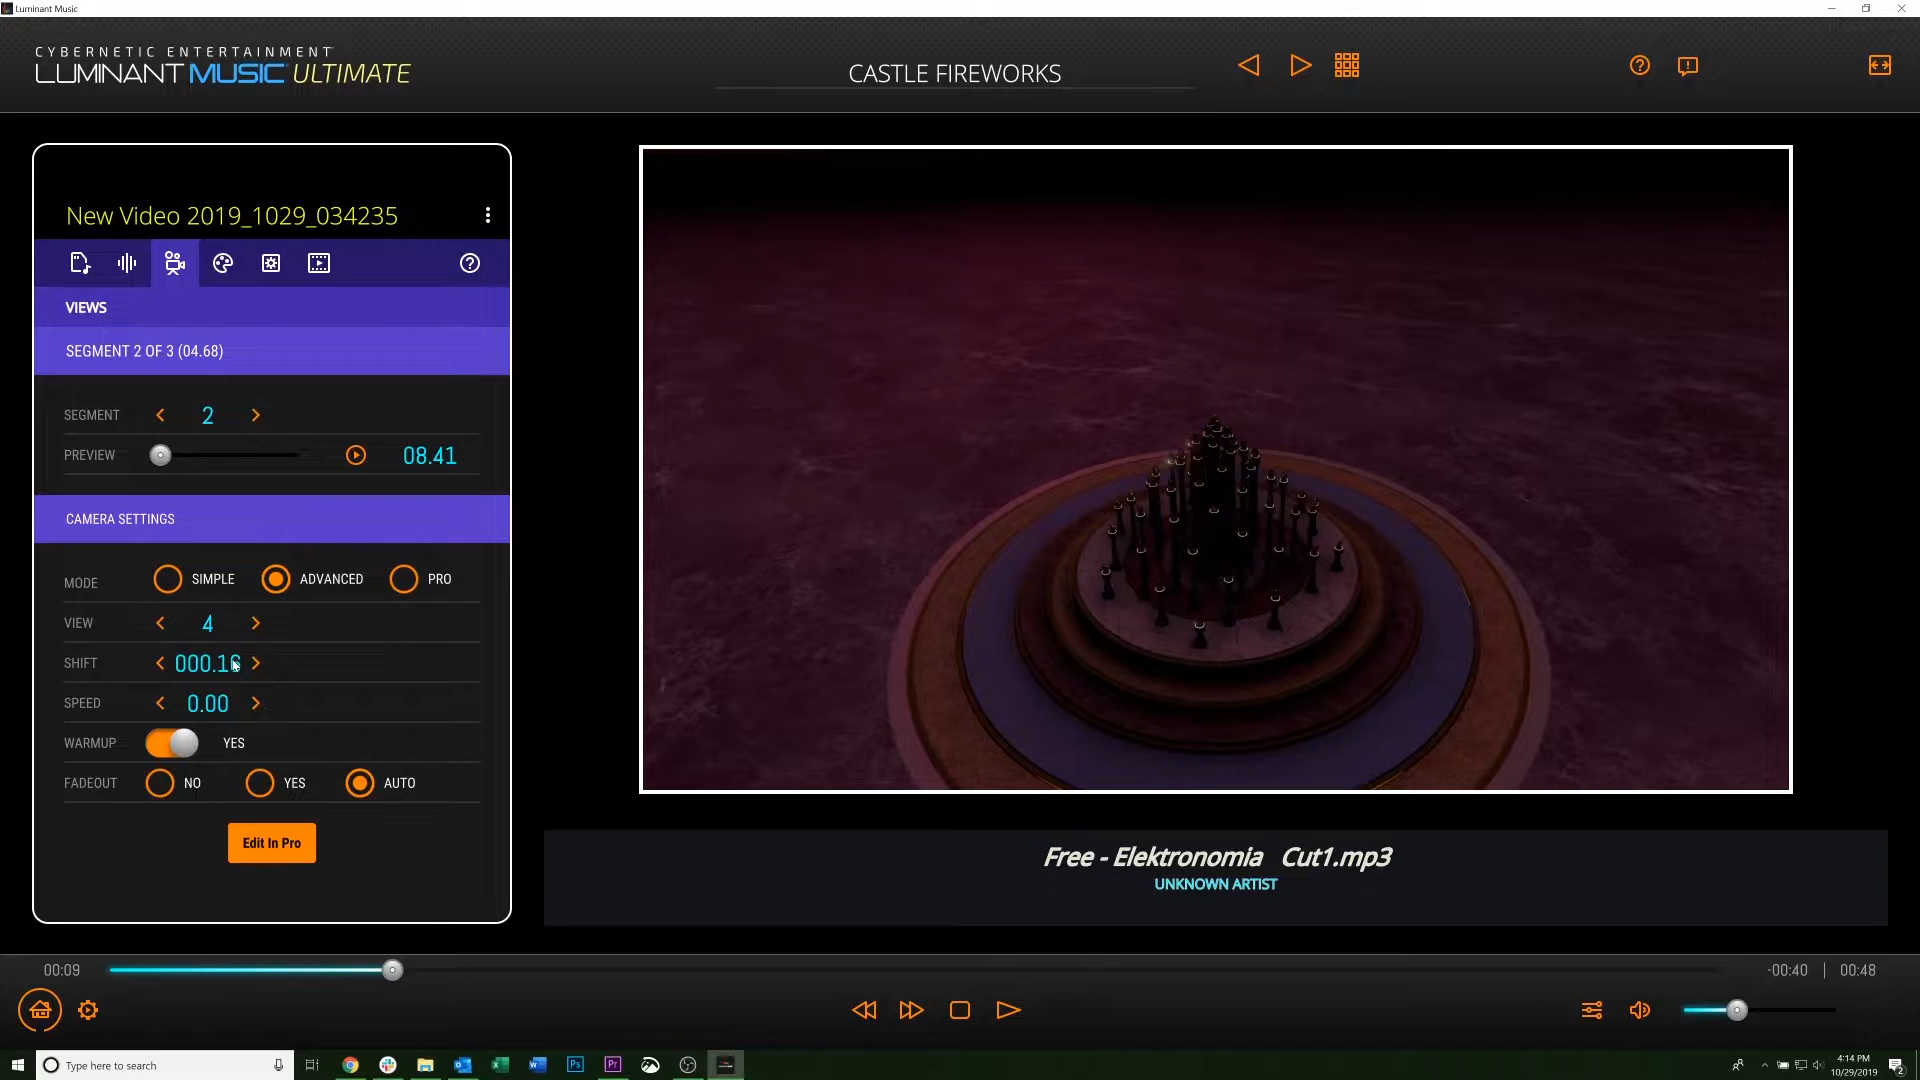 Luminant Music
CYBERNETIC ENTERTAINMENT
LUMINANT MUSIC ULTIMATE
CASTLE FIREWORKS
New Video 2019_1029_034235
VIEWS
SEGMENT 2 OF 3 (04.68)
SEGMENT 2
PREVIEW 08.41
CAMERA SETTINGS
MODE SIMPLE ADVANCED PRO
VIEW 4
SHIFT 000.16
SPEED 0.00
WARMUP YES
FADEOUT NO YES AUTO
Edit In Pro
Free - Elektronomia Cut1.mp3
UNKNOWN ARTIST
00:09 -00:40 | 00:48
Type here to search
4:14 PM
10/29/2019